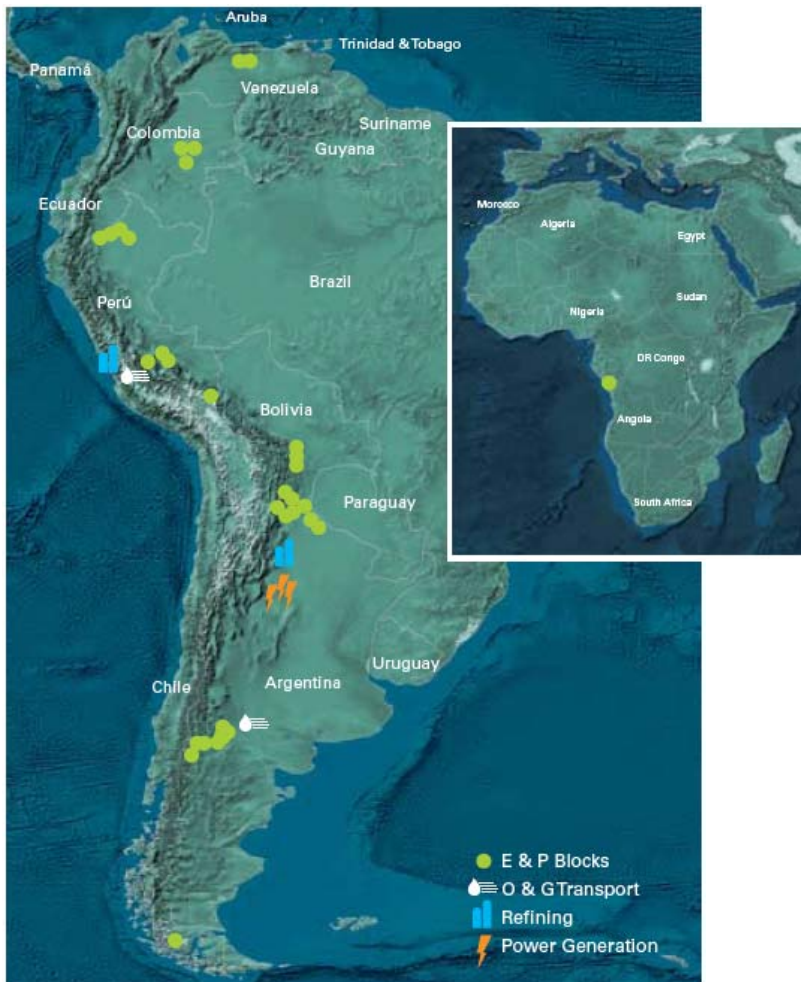 Aruba
Trinidad & Tobago
Panamá
Venezuela
Suriname
Colombia
Guyana
Ecuador
Brazil
Perú
Bolivia
Paraguay
Uruguay
Chile
Argentina
E & P Blocks
O & G Transport
Refining
Power Generation
Morocco
Algeria
Egypt
Sudan
Nigeria
DR Congo
Angola
South Africa